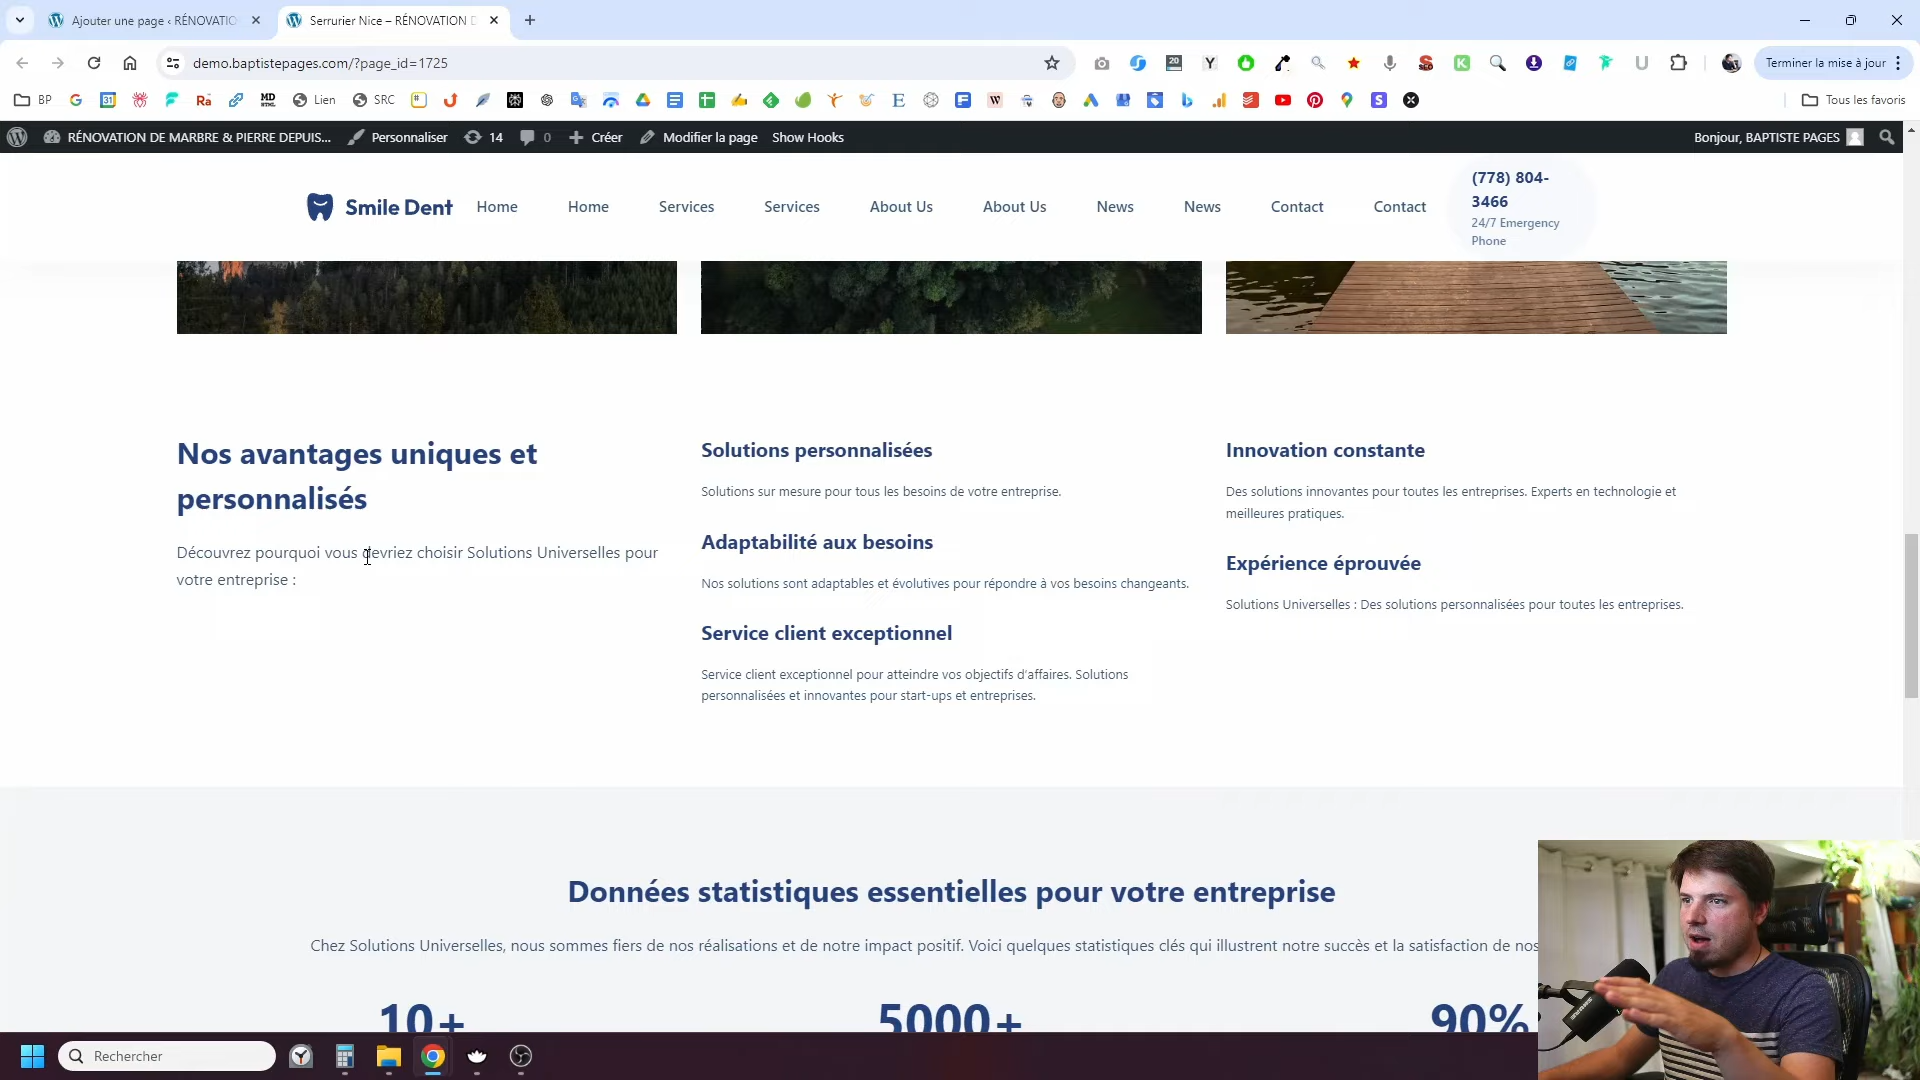 Ajouter une page ‹ RÉNOVATIO
Serrurier Nice – RÉNOVATION D
demo.baptistepages.com/?page_id=1725
Terminer la mise à jour
BP
Lien
SRC
Tous les favoris
RÉNOVATION DE MARBRE & PIERRE DEPUIS...
Personnaliser
14
0
Créer
Modifier la page
Show Hooks
Bonjour, BAPTISTE PAGES
Smile Dent
Home
Home
Services
Services
About Us
About Us
News
News
Contact
Contact
(778) 804-
3466
24/7 Emergency
Phone
Nos avantages uniques et
personnalisés
Découvrez pourquoi vous devriez choisir Solutions Universelles pour
votre entreprise :
Solutions personnalisées
Solutions sur mesure pour tous les besoins de votre entreprise.
Adaptabilité aux besoins
Nos solutions sont adaptables et évolutives pour répondre à vos besoins changeants.
Service client exceptionnel
Service client exceptionnel pour atteindre vos objectifs d'affaires. Solutions
personnalisées et innovantes pour start-ups et entreprises.
Innovation constante
Des solutions innovantes pour toutes les entreprises. Experts en technologie et
meilleures pratiques.
Expérience éprouvée
Solutions Universelles : Des solutions personnalisées pour toutes les entreprises.
Données statistiques essentielles pour votre entreprise
Chez Solutions Universelles, nous sommes fiers de nos réalisations et de notre impact positif. Voici quelques statistiques clés qui illustrent notre succès et la satisfaction de nos
10+
5000+
90%
Rechercher